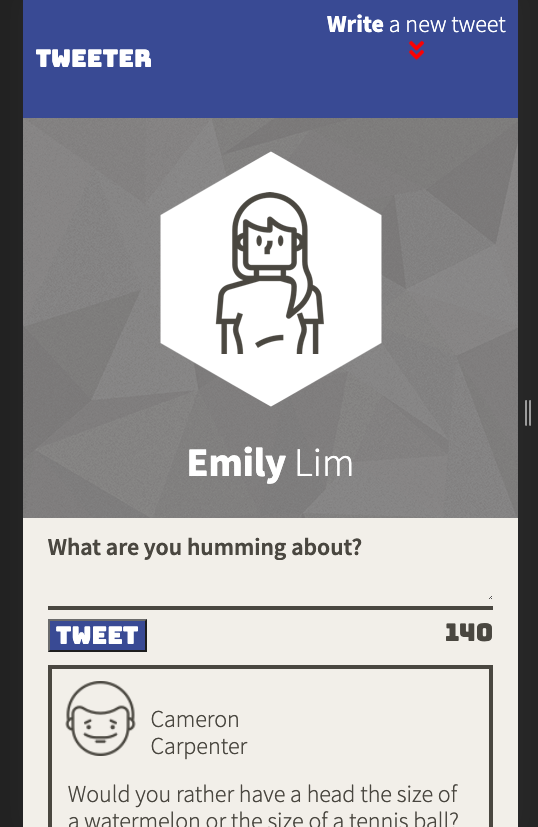 Write a new tweet
TWEETER
Emily Lim
What are you humming about?
TWEET
140
Cameron
Carpenter
Would you rather have a head the size of
a watermelon or the size of a tennis ball?